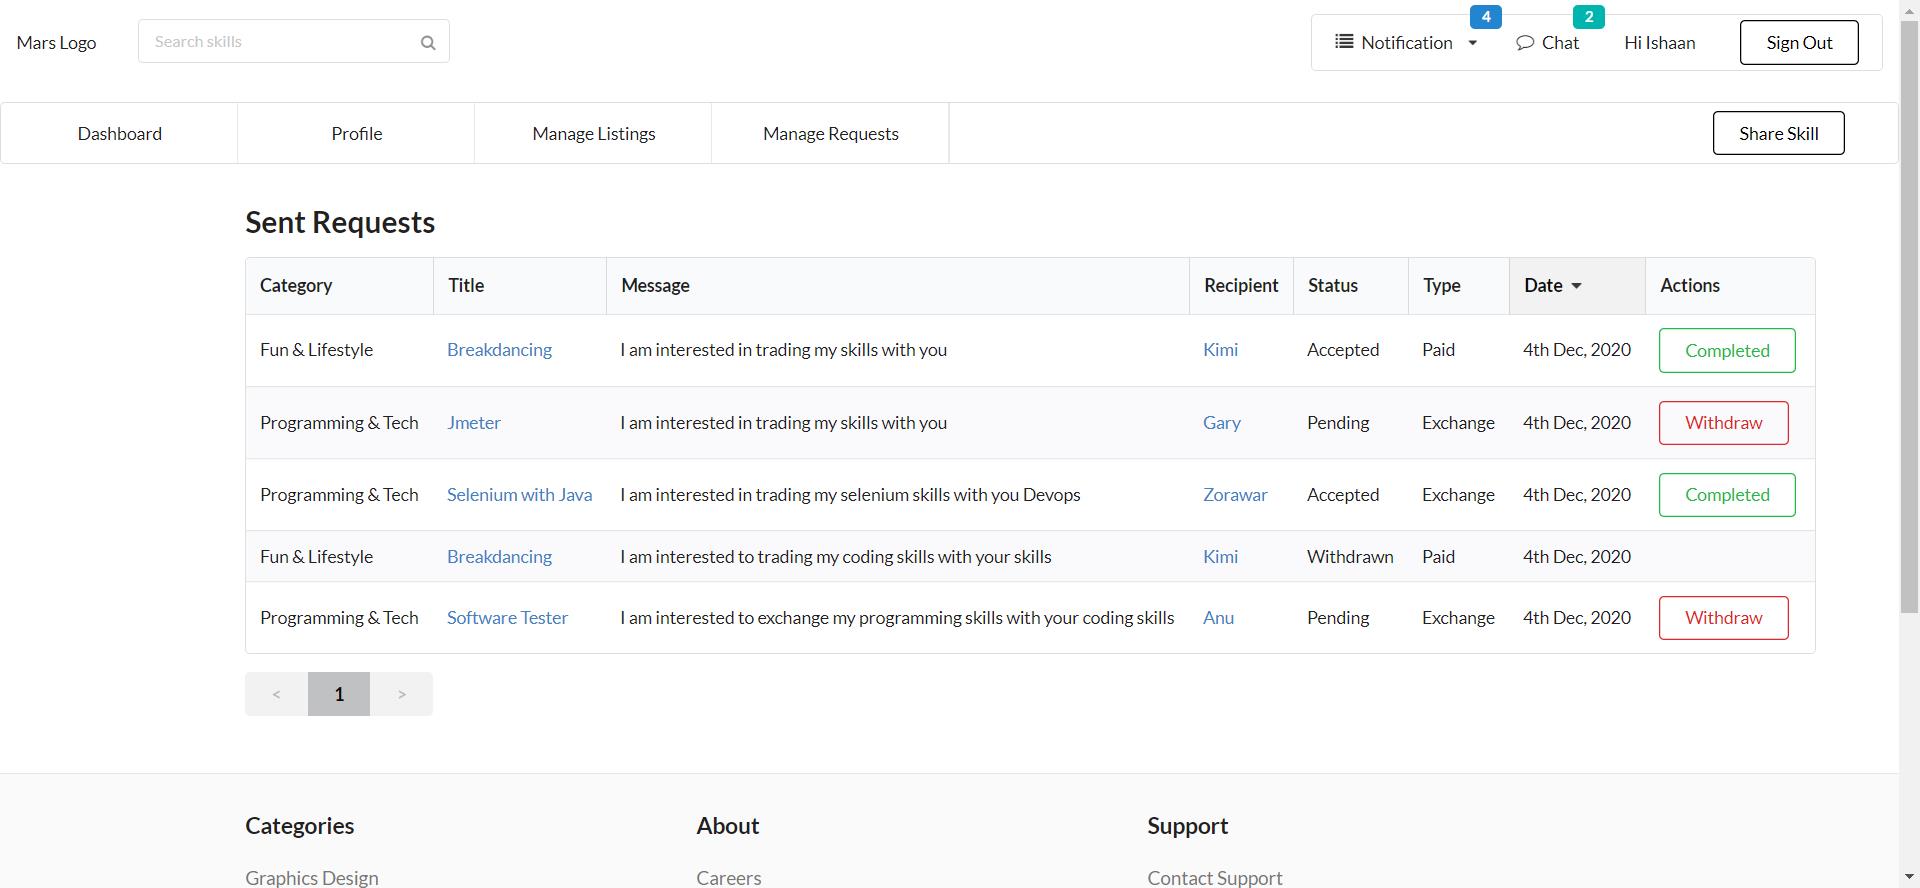 Mars Logo Search skills Notification 4 Chat 2 Hi Ishaan Sign Out
Dashboard Profile Manage Listings Manage Requests Share Skill
Sent Requests
Category Title Message Recipient Status Type Date Actions
Fun & Lifestyle Breakdancing I am interested in trading my skills with you Kimi Accepted Paid 4th Dec, 2020 Completed
Programming & Tech Jmeter I am interested in trading my skills with you Gary Pending Exchange 4th Dec, 2020 Withdraw
Programming & Tech Selenium with Java I am interested in trading my selenium skills with you Devops Zorawar Accepted Exchange 4th Dec, 2020 Completed
Fun & Lifestyle Breakdancing I am interested to trading my coding skills with your skills Kimi Withdrawn Paid 4th Dec, 2020
Programming & Tech Software Tester I am interested to exchange my programming skills with your coding skills Anu Pending Exchange 4th Dec, 2020 Withdraw
< 1 >
Categories About Support
Graphics Design Careers Contact Support